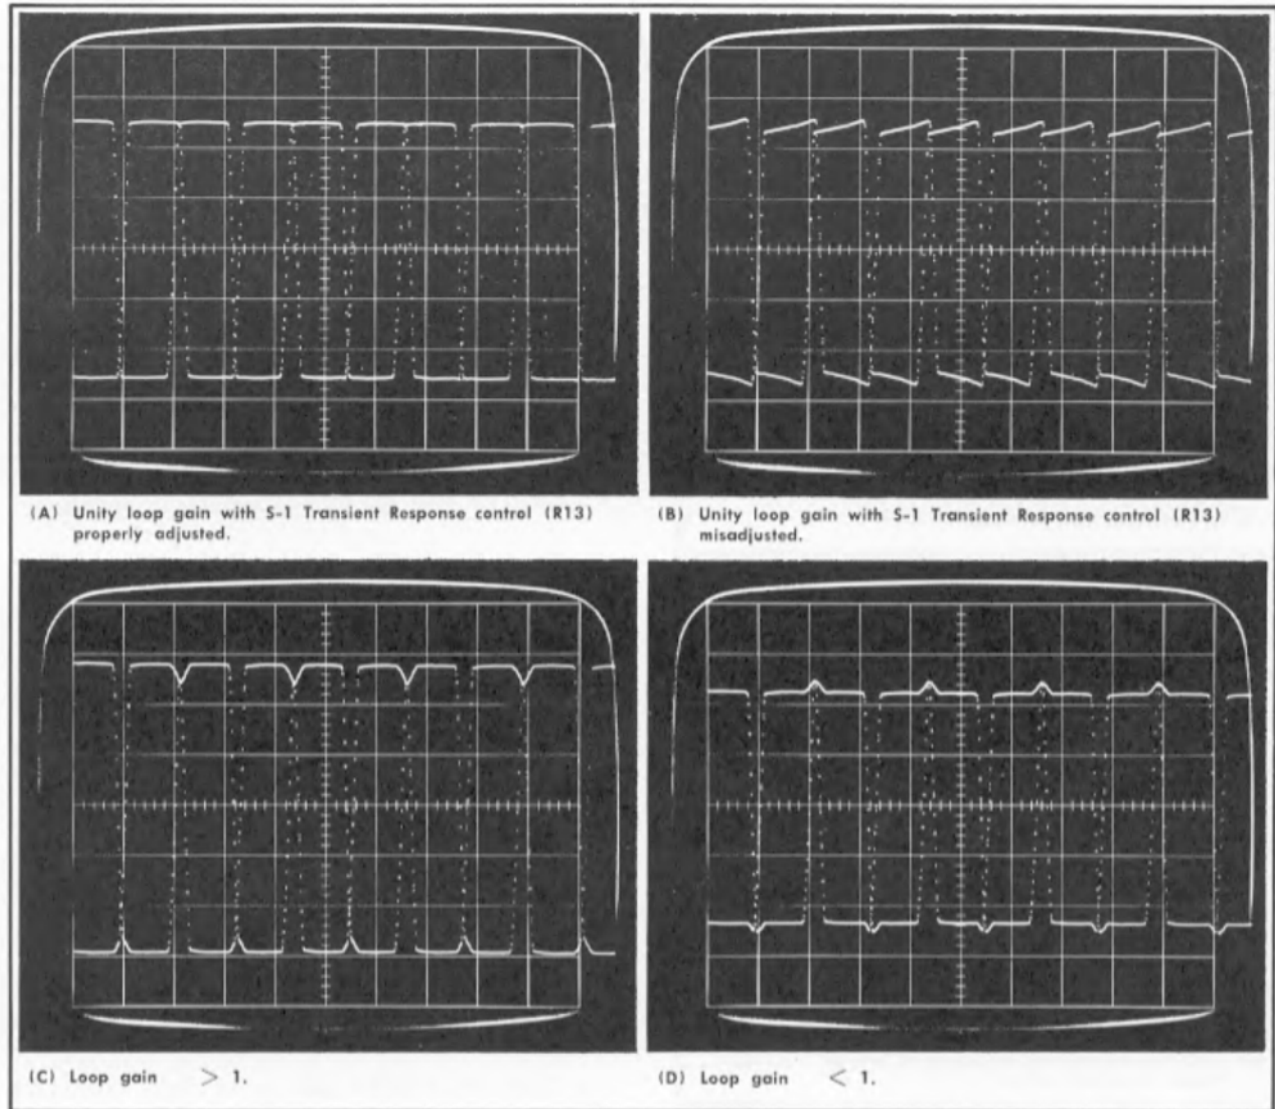 (A) Unity loop gain with S-1 Transient Response control (R13)
properly adjusted.
(B) Unity loop gain with S-1 Transient Response control (R13)
misadjusted.
(C) Loop gain > 1.
(D) Loop gain < 1.